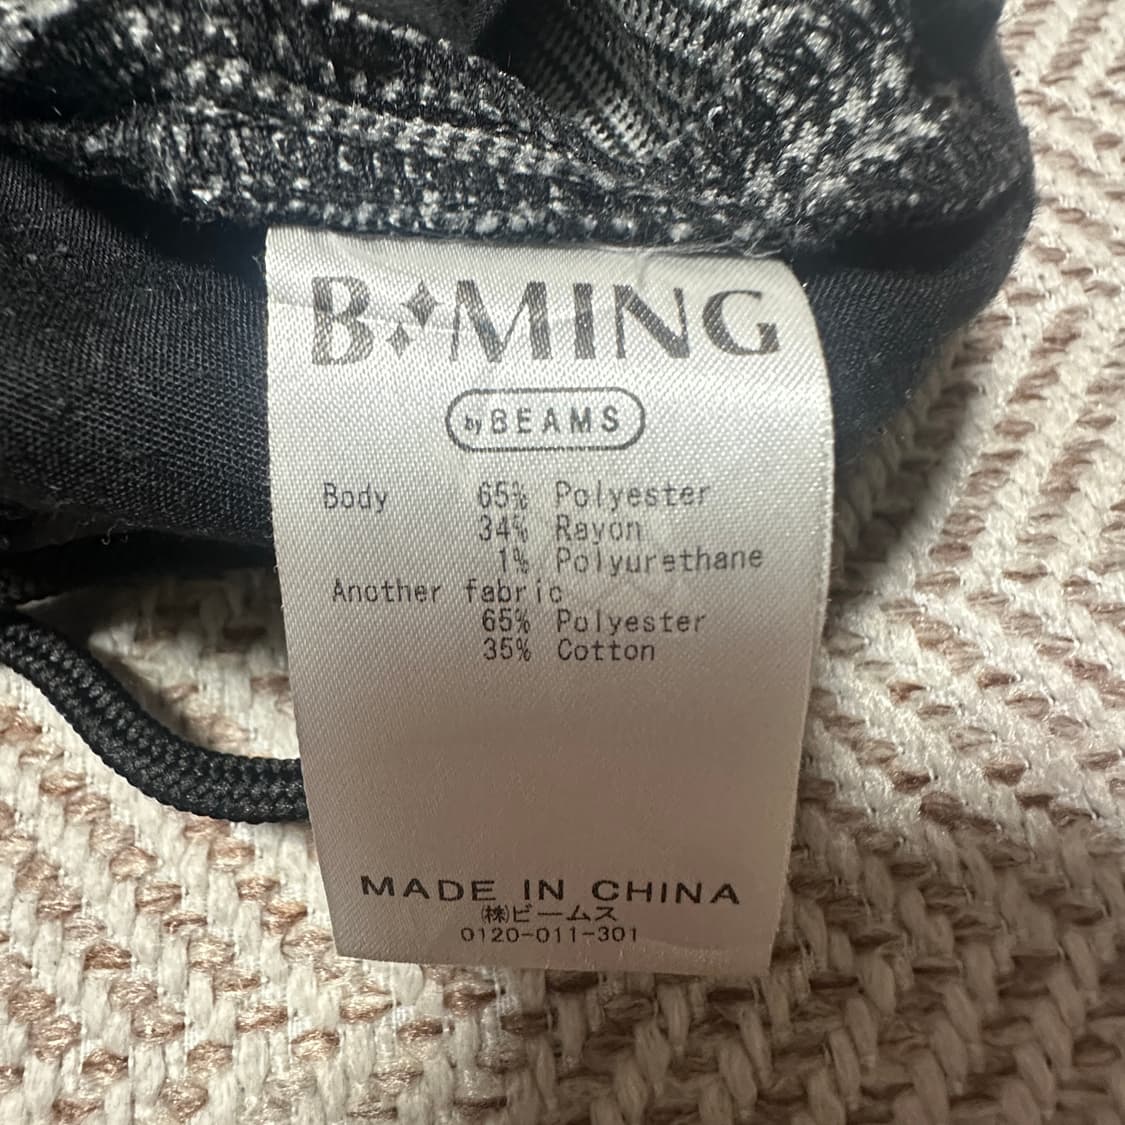 B MING
by BEAMS
Body 65% Polyester
34% Rayon
1% Polyurethane
Another fabric
65% Polyester
35% Cotton
MADE IN CHINA
㈱ビームス
0120-011-301